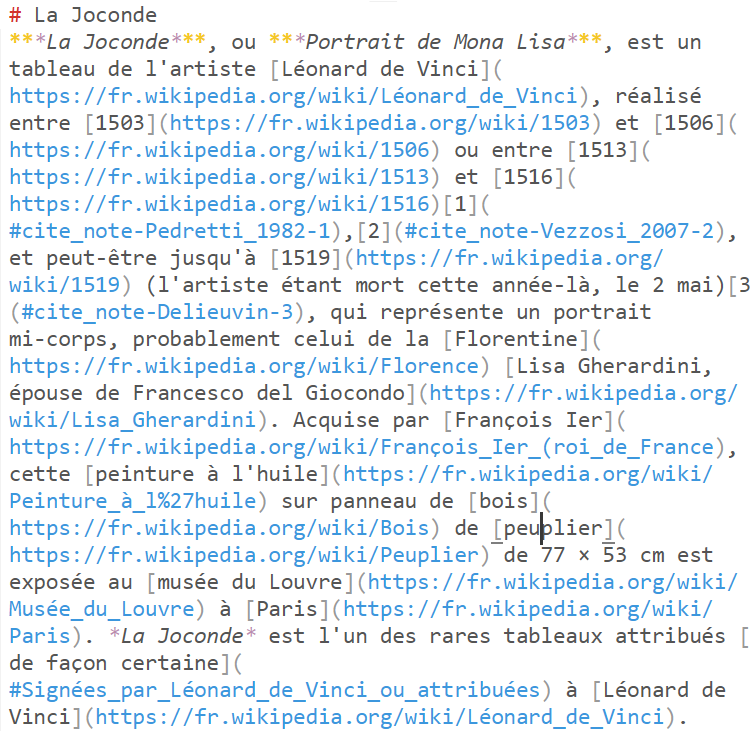 # La Joconde
***La Joconde***, ou ***Portrait de Mona Lisa***, est un
tableau de l'artiste [Léonard de Vinci](
https://fr.wikipedia.org/wiki/Léonard_de_Vinci), réalisé
entre [1503](https://fr.wikipedia.org/wiki/1503) et [1506](
https://fr.wikipedia.org/wiki/1506) ou entre [1513](
https://fr.wikipedia.org/wiki/1513) et [1516](
https://fr.wikipedia.org/wiki/1516)[1](
#cite_note-Pedretti_1982-1),[2](#cite_note-Vezzosi_2007-2),
et peut-être jusqu'à [1519](https://fr.wikipedia.org/
wiki/1519) (l'artiste étant mort cette année-là, le 2 mai)[3
(#cite_note-Delieuvin-3), qui représente un portrait
mi-corps, probablement celui de la [Florentine](
https://fr.wikipedia.org/wiki/Florence) [Lisa Gherardini,
épouse de Francesco del Giocondo](https://fr.wikipedia.org/
wiki/Lisa_Gherardini). Acquise par [François Ier](
https://fr.wikipedia.org/wiki/François_Ier_(roi_de_France),
cette [peinture à l'huile](https://fr.wikipedia.org/wiki/
Peinture_à_l%27huile) sur panneau de [bois](
https://fr.wikipedia.org/wiki/Bois) de [peuplier](
https://fr.wikipedia.org/wiki/Peuplier) de 77 × 53 cm est
exposée au [musée du Louvre](https://fr.wikipedia.org/wiki/
Musée_du_Louvre) à [Paris](https://fr.wikipedia.org/wiki/
Paris). *La Joconde* est l'un des rares tableaux attribués [
de façon certaine](
#Signées_par_Léonard_de_Vinci_ou_attribuées) à [Léonard de
Vinci](https://fr.wikipedia.org/wiki/Léonard_de_Vinci).